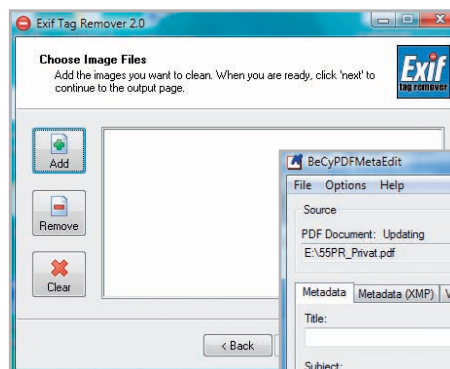 Exif Tag Remover 2.0
Choose Image Files
Add the images you want to clean. When you are ready, click 'next' to
continue to the output page.
Exif
tag remover
Add
Remove
Clear
< Back
BeCyPDFMetaEdit
File Options Help
Source
PDF Document: Updating
E:\55PR_Privat.pdf
Metadata Metadata (XMP) V
Title:
Subject: